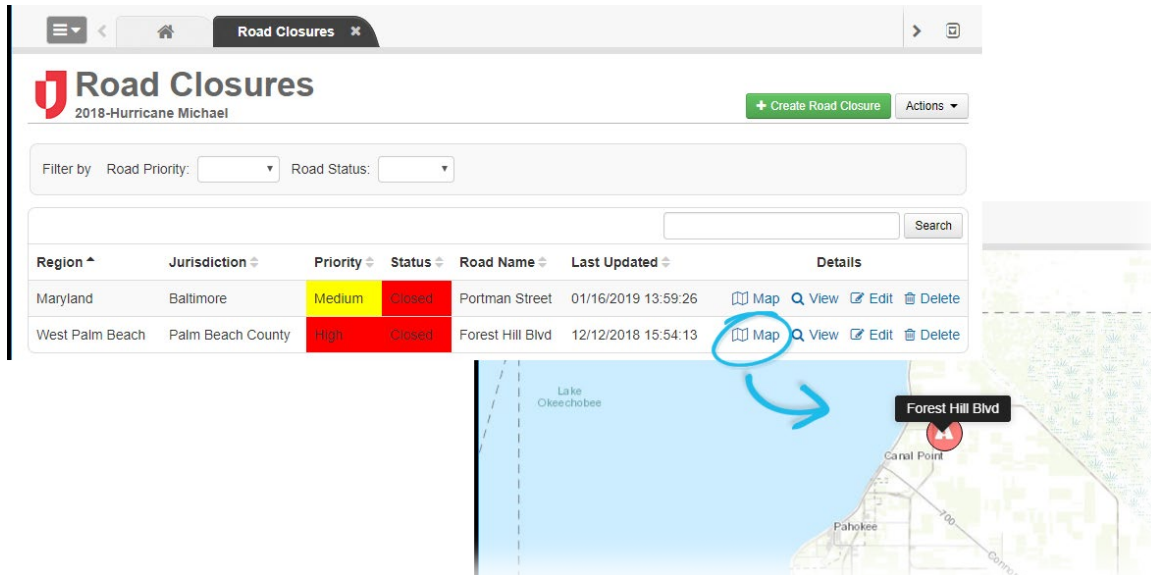 Road Closures
Road Closures
2018-Hurricane Michael
Create Road Closure Actions
Filter by Road Priority: Road Status:
Search
Region Jurisdiction Priority Status Road Name Last Updated Details
Maryland Baltimore Medium Closed Portman Street 01/16/2019 13:59:26 Map View Edit Delete
West Palm Beach Palm Beach County High Closed Forest Hill Blvd 12/12/2018 15:54:13 Map View Edit Delete
Lake
Okeechobee
Forest Hill Blvd
Canal Point
Pahokee
700